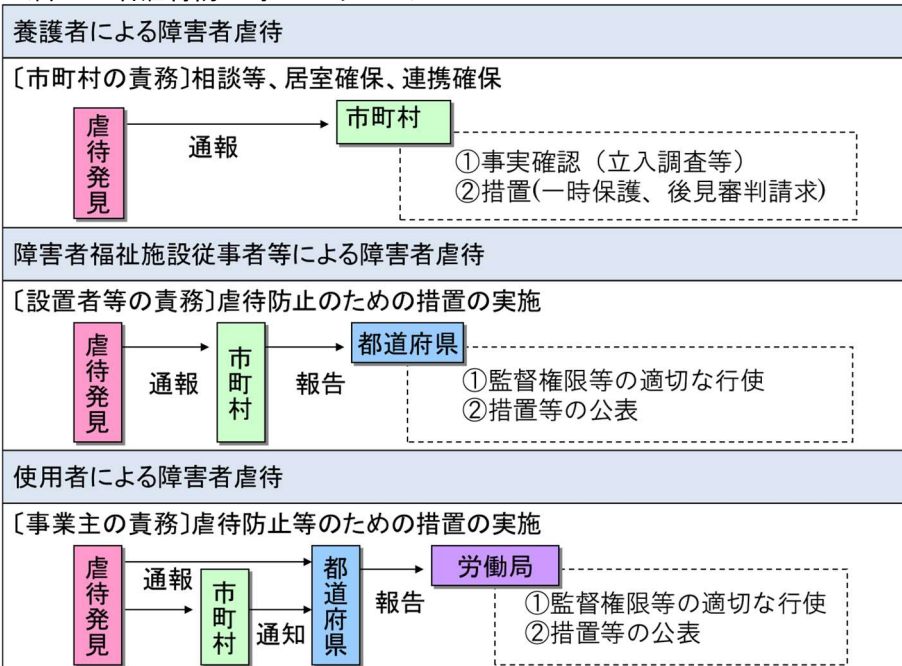 養護者による障害者虐待
〔市町村の責務〕相談等、居室確保、連携確保
虐待発見
通報
市町村
①事実確認（立入調査等）
②措置(一時保護、後見審判請求)
障害者福祉施設従事者等による障害者虐待
〔設置者等の責務〕虐待防止のための措置の実施
虐待発見
通報
市町村
報告
都道府県
①監督権限等の適切な行使
②措置等の公表
使用者による障害者虐待
〔事業主の責務〕虐待防止等のための措置の実施
虐待発見
通報
市町村
通知
都道府県
報告
労働局
①監督権限等の適切な行使
②措置等の公表